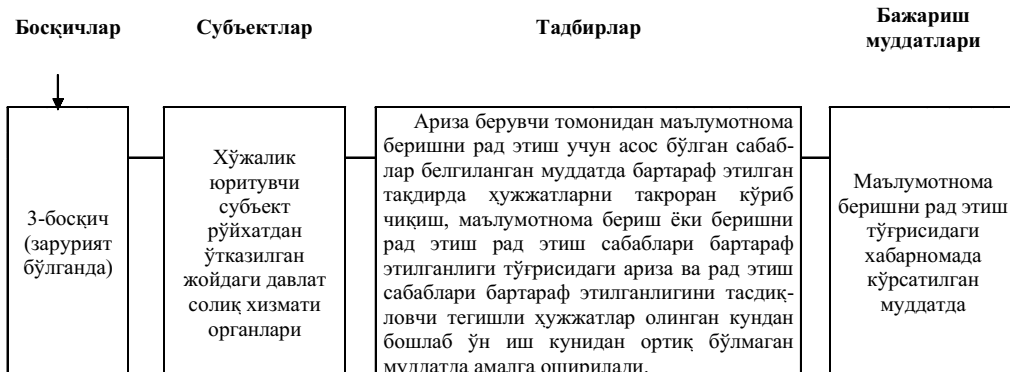 Босқичлар
Субъектлар
Тадбирлар
Бажариш
муддатлари
3-босқич
(зарурият
бўлганда)
Хўжалик
юритувчи
субъект
рўйхатдан
ўтказилган
жойдаги давлат
солиқ хизмати
органлари
Ариза берувчи томонидан маълумотнома
беришни рад этиш учун асос бўлган сабаб-
лар белгиланган муддатда бартараф этилган
тақдирда ҳужжатларни такроран кўриб
чиқиш, маълумотнома бериш ёки беришни
рад этиш рад этиш сабаблари бартараф
этилганлиги тўғрисидаги ариза ва рад этиш
сабаблари бартараф этилганлигини тасдиқ-
ловчи тегишли ҳужжатлар олинган кундан
бошлаб ўн иш кунидан ортиқ бўлмаган
муддатда амалга оширилади.
Маълумотнома
беришни рад этиш
тўғрисидаги
хабарномада
кўрсатилган
муддатда